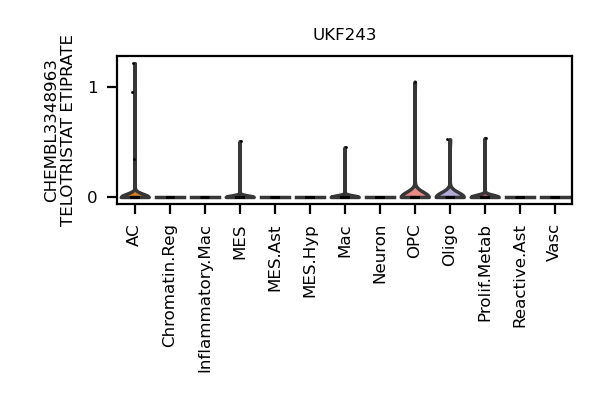 UKF243
CHEMBL3348963
TELOTRISTAT ETIPRATE
1
0
AC
Chromatin.Reg
Inflammatory.Mac
MES
MES.Ast
MES.Hyp
Mac
Neuron
OPC
Oligo
Prolif.Metab
Reactive.Ast
Vasc